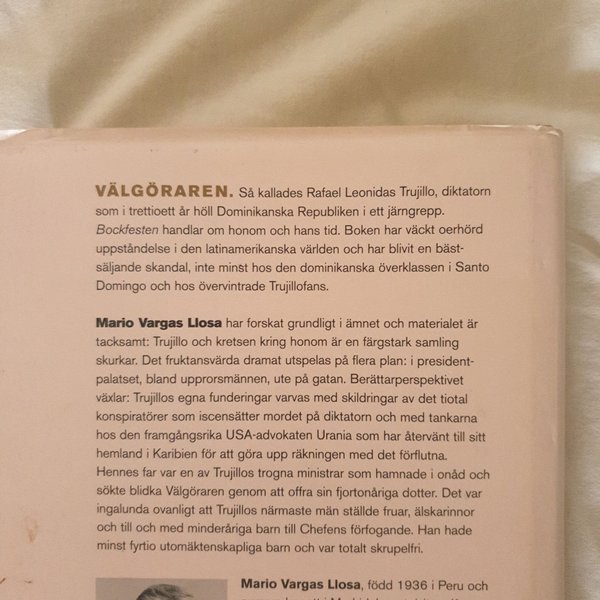 VÄLGÖRAREN. Så kallades Rafael Leonidas Trujillo, diktatorn
som i trettioett år höll Dominikanska Republiken i ett järngrepp.
Bockfesten handlar om honom och hans tid. Boken har väckt oerhörd
uppståndelse i den latinamerikanska världen och har blivit en bäst-
säljande skandal, inte minst hos den dominikanska överklassen i Santo
Domingo och hos övervintrade Trujillofans.
Mario Vargas Llosa har forskat grundligt i ämnet och materialet är
tacksamt: Trujillo och kretsen kring honom är en färgstark samling
skurkar. Det fruktansvärda dramat utspelas på flera plan: i president-
palatset, bland upprorsmännen, ute på gatan. Berättarperspektivet
växlar: Trujillos egna funderingar varvas med skildringar av det tiotal
konspiratörer som iscensätter mordet på diktatorn och med tankarna
hos den framgångsrika USA-advokaten Urania som har återvänt till sitt
hemland i Karibien för att göra upp räkningen med det förflutna.
Hennes far var en av Trujillos trogna ministrar som hamnade i onåd och
sökte blidka Välgöraren genom att offra sin fjortonåriga dotter. Det var
ingalunda ovanligt att Trujillos närmaste män ställde fruar, älskarinnor
och till och med minderåriga barn till Chefens förfogande. Han hade
minst fyrtio utomäktenskapliga barn och var totalt skrupelfri.
Mario Vargas Llosa, född 1936 i Peru och